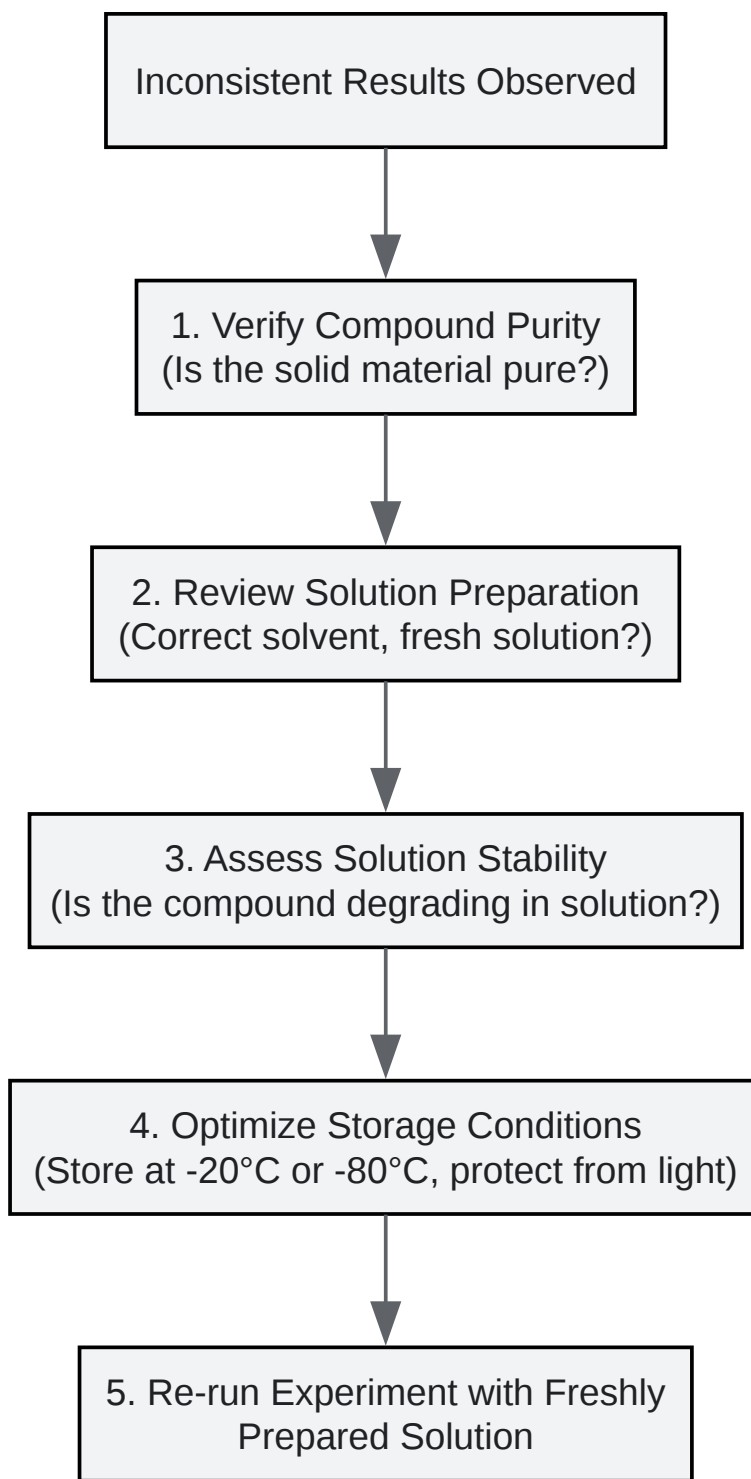 Inconsistent Results Observed
1. Verify Compound Purity
(Is the solid material pure?)
2. Review Solution Preparation
(Correct solvent, fresh solution?)
3. Assess Solution Stability
(Is the compound degrading in solution?)
4. Optimize Storage Conditions
(Store at -20°C or -80°C, protect from light)
5. Re-run Experiment with Freshly
Prepared Solution